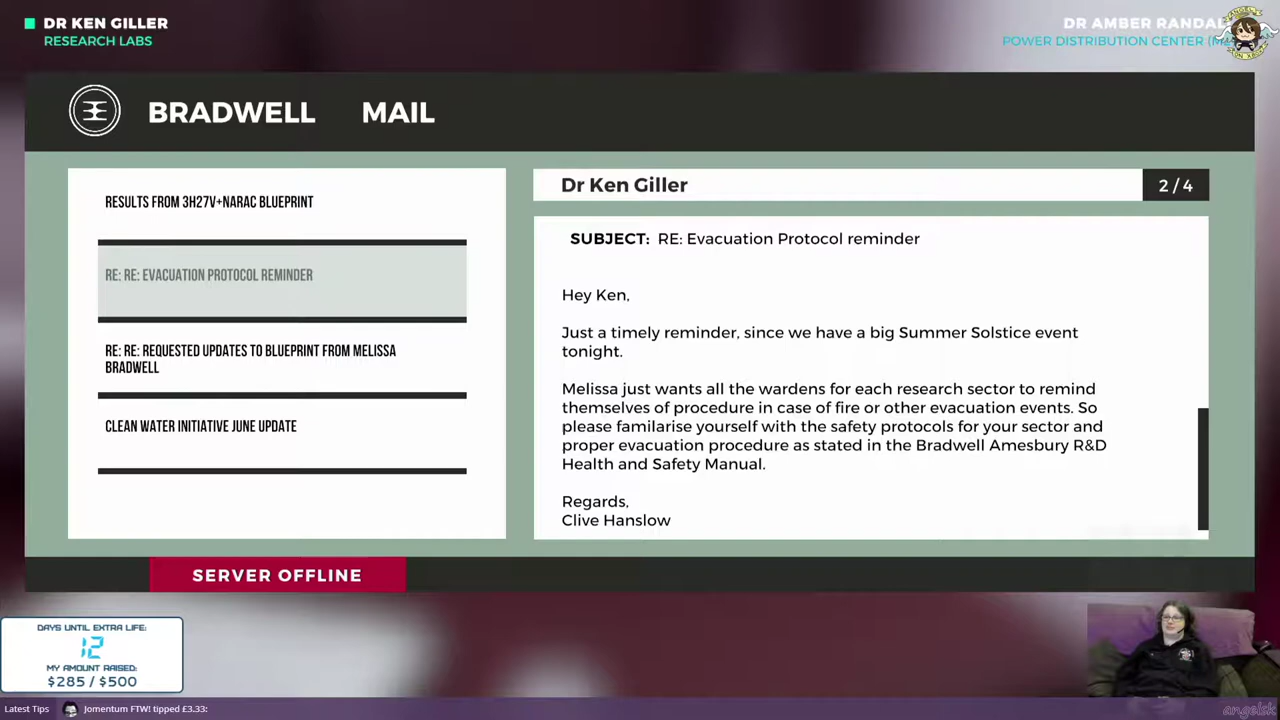 DR KEN GILLER
RESEARCH LABS
DR AMBER RANDAL
POWER DISTRIBUTION CENTER
BRADWELL MAIL
RESULTS FROM 3H27V+NARAC BLUEPRINT
RE: RE: EVACUATION PROTOCOL REMINDER
RE: RE: REQUESTED UPDATES TO BLUEPRINT FROM MELISSA
BRADWELL
CLEAN WATER INITIATIVE JUNE UPDATE
Dr Ken Giller
2 / 4
SUBJECT: RE: Evacuation Protocol reminder
Hey Ken,
Just a timely reminder, since we have a big Summer Solstice event
tonight.
Melissa just wants all the wardens for each research sector to remind
themselves of procedure in case of fire or other evacuation events. So
please familarise yourself with the safety protocols for your sector and
proper evacuation procedure as stated in the Bradwell Amesbury R&D
Health and Safety Manual.
Regards,
Clive Hanslow
SERVER OFFLINE
DAYS UNTIL EXTRA LIFE:
12
MY AMOUNT RAISED:
$285 / $500
Latest Tips
Jomentum FTW! tipped £3.33:
angelsk